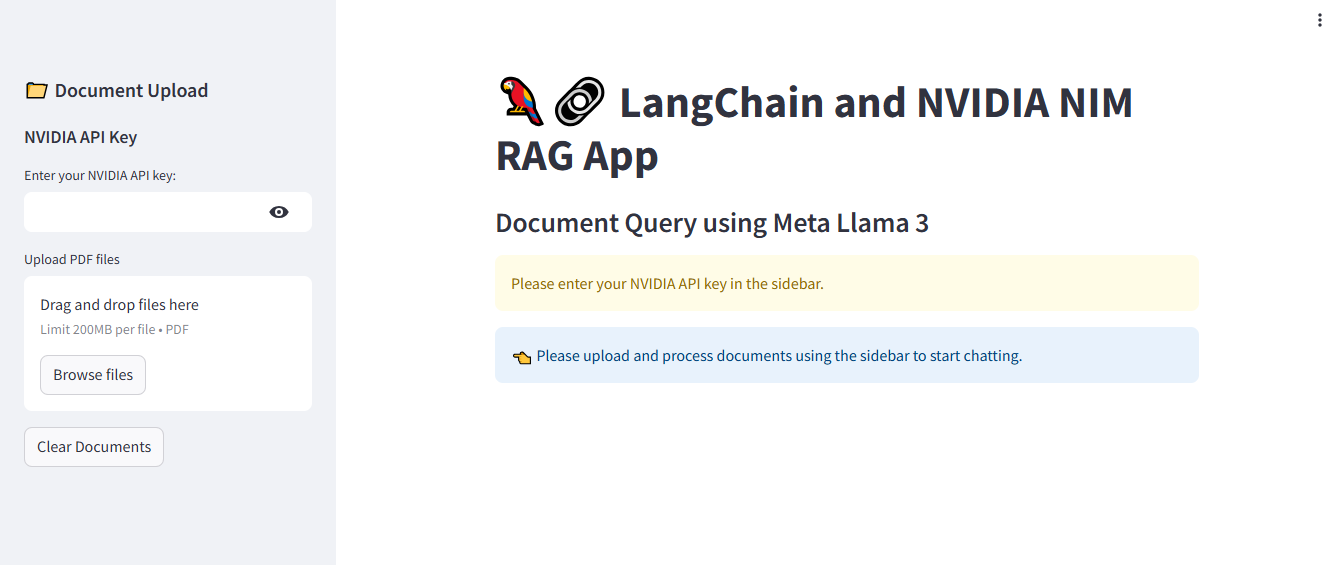 Document Upload
NVIDIA API Key
Enter your NVIDIA API key:
Upload PDF files
Drag and drop files here
Limit 200MB per file • PDF
Browse files
Clear Documents
LangChain and NVIDIA NIM
RAG App
Document Query using Meta Llama 3
Please enter your NVIDIA API key in the sidebar.
Please upload and process documents using the sidebar to start chatting.